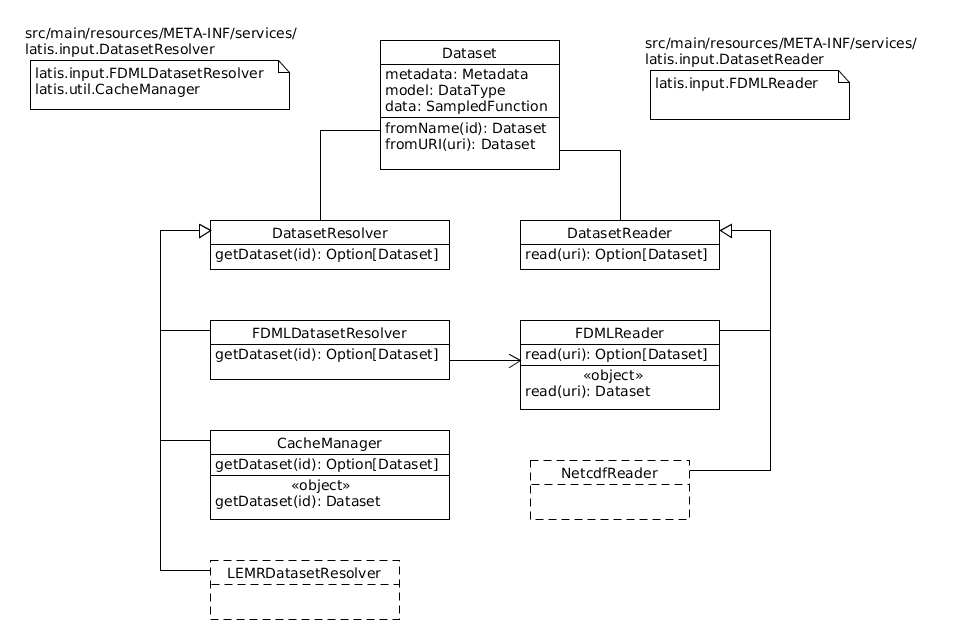 src/main/resources/META-INF/services/
latis.input.DatasetResolver
latis.input.FDMLDatasetResolver
latis.util.CacheManager
Dataset
metadata: Metadata
model: DataType
data: SampledFunction
fromName(id): Dataset
fromURI(uri): Dataset
src/main/resources/META-INF/services/
latis.input.DatasetReader
latis.input.FDMLReader
DatasetResolver
getDataset(id): Option[Dataset]
DatasetReader
read(uri): Option[Dataset]
FDMLDatasetResolver
getDataset(id): Option[Dataset]
FDMLReader
read(uri): Option[Dataset]
«object»
read(uri): Dataset
CacheManager
getDataset(id): Option[Dataset]
«object»
getDataset(id): Dataset
NetcdfReader
LEMRDatasetResolver